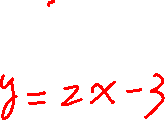 y = 2x - 3